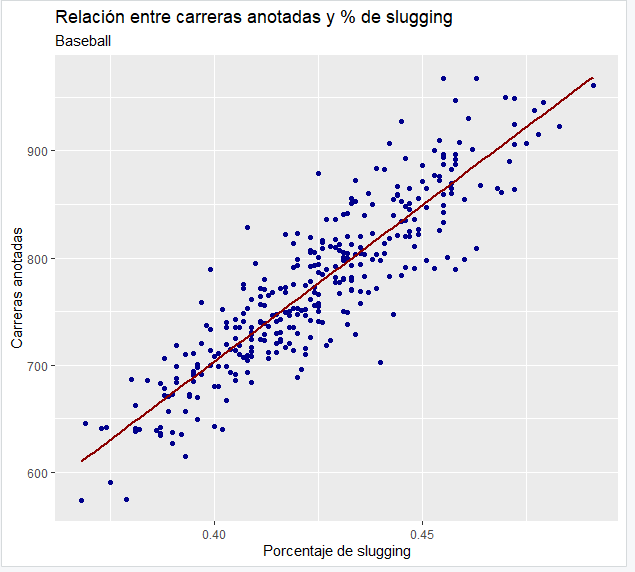 Relación entre carreras anotadas y % de slugging
Baseball
Carreras anotadas
900
800
700
600
0.40
0.45
Porcentaje de slugging